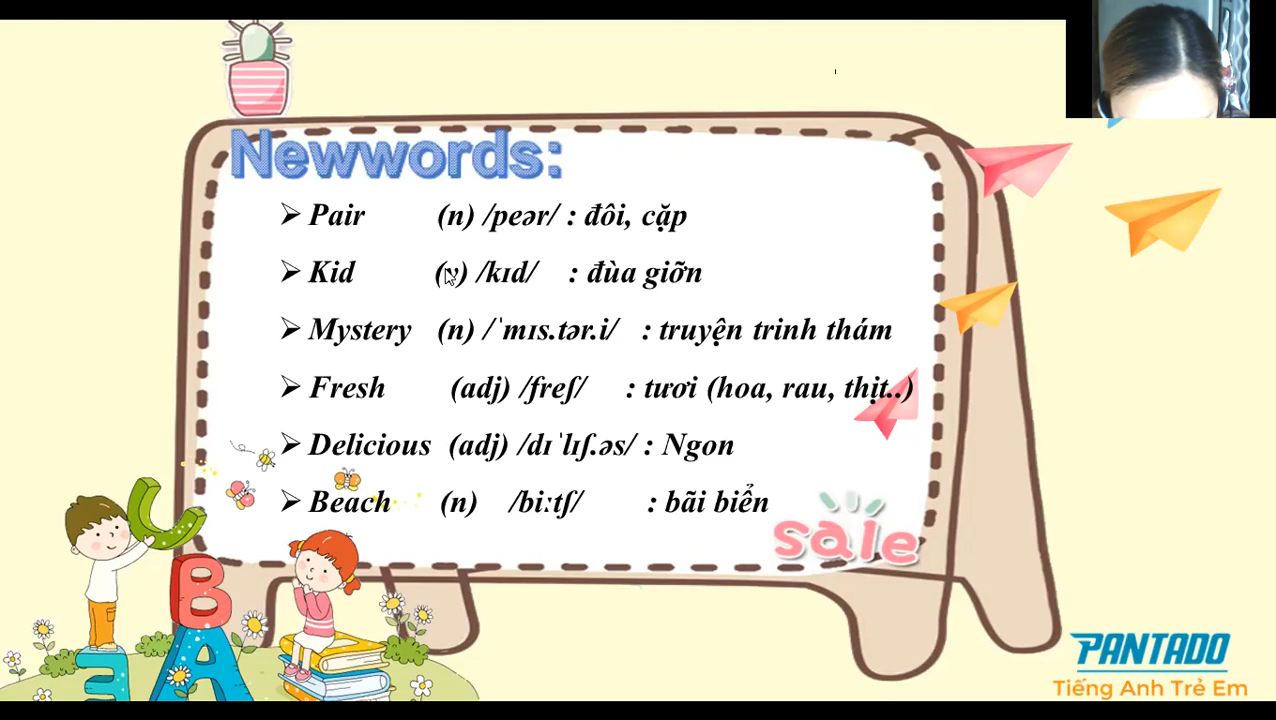 Newwords:
➢ Pair (n) /peər/ : đôi, cặp
➢ Kid (v) /kɪd/ : đùa giỡn
➢ Mystery (n) /ˈmɪs.tər.i/ : truyện trinh thám
➢ Fresh (adj) /freʃ/ : tươi (hoa, rau, thịt..)
➢ Delicious (adj) /dɪˈlɪʃ.əs/ : Ngon
➢ Beach (n) /biːtʃ/ : bãi biển
sale
B
A
E
PANTADO
Tiếng Anh Trẻ Em